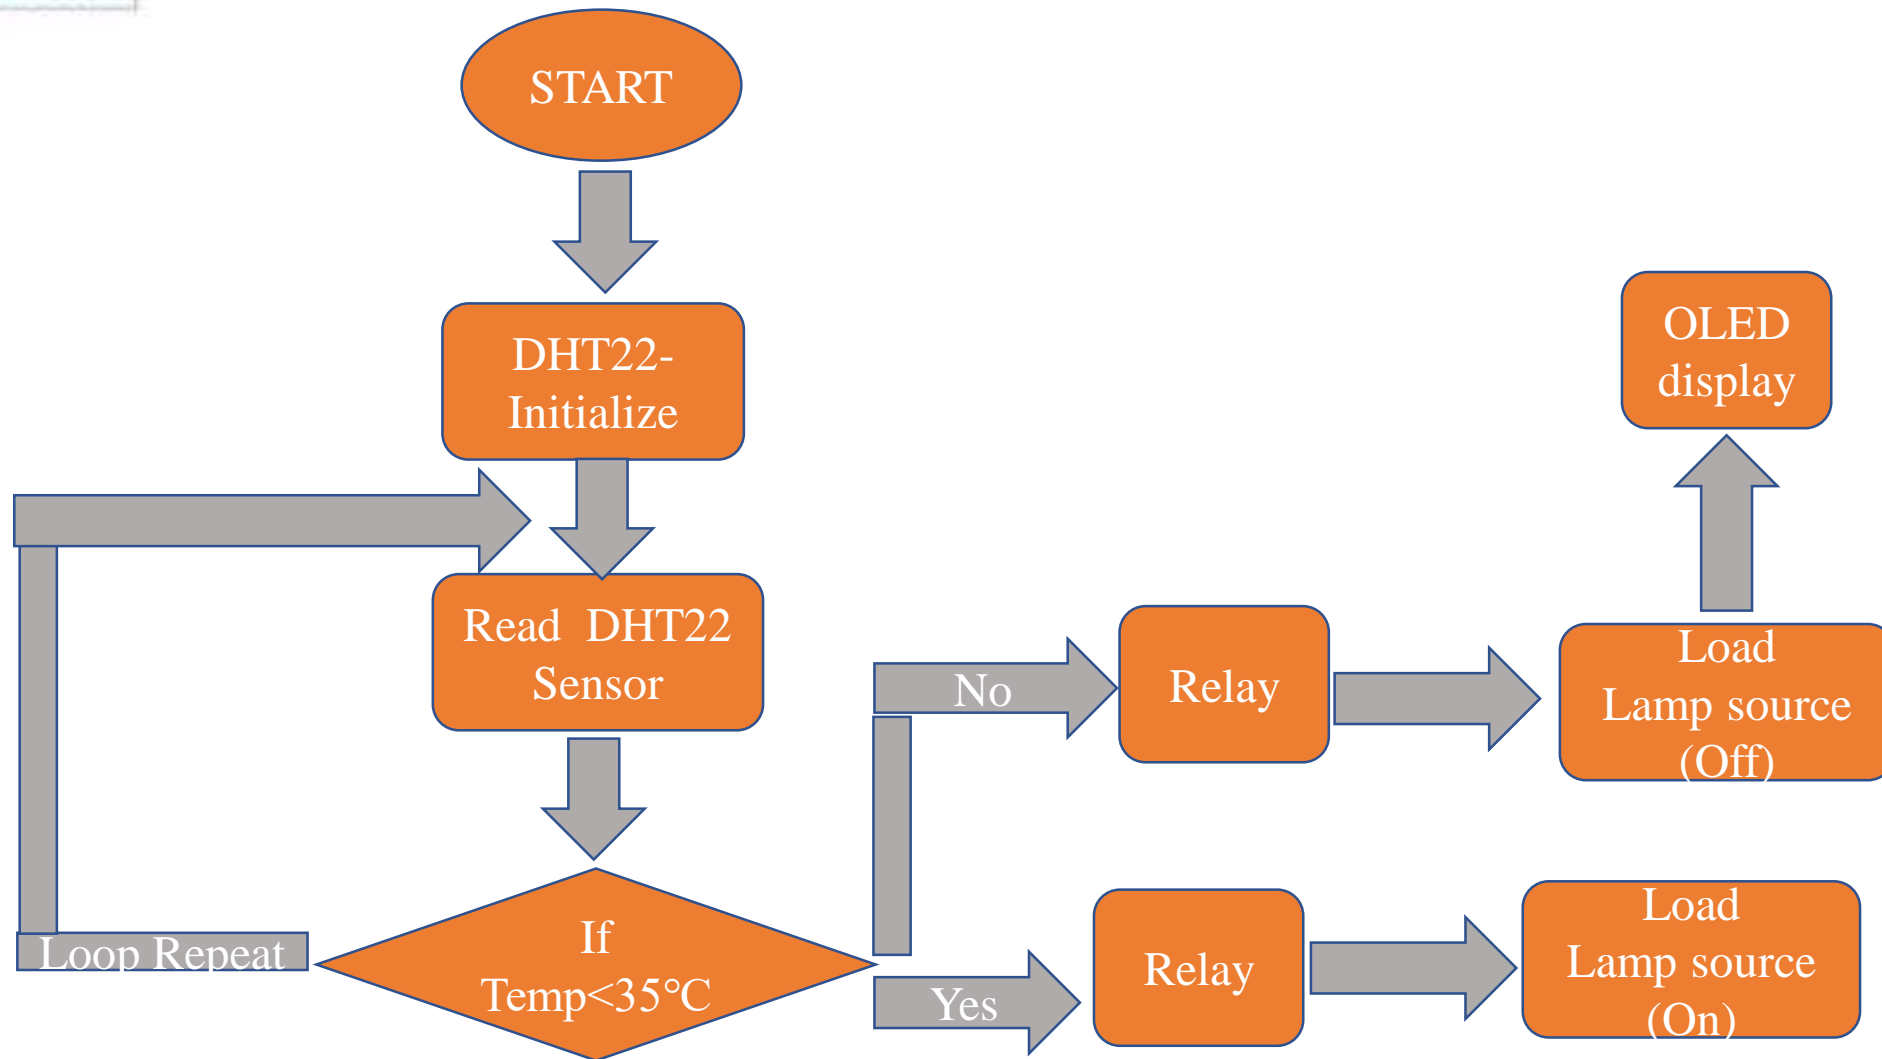 START
DHT22-
Initialize
OLED
display
Read DHT22
Sensor
No
Relay
Load
Lamp source
(Off)
Loop Repeat
If
Temp<35°C
Yes
Relay
Load
Lamp source
(On)